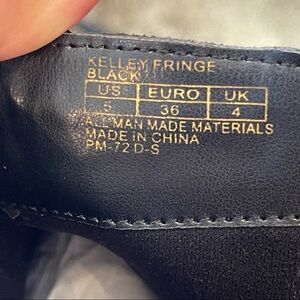 KELLEY FRINGE
BLACK
US EURO UK
5 36 4
ALL MAN MADE MATERIALS
MADE IN CHINA
PM-72 D-S